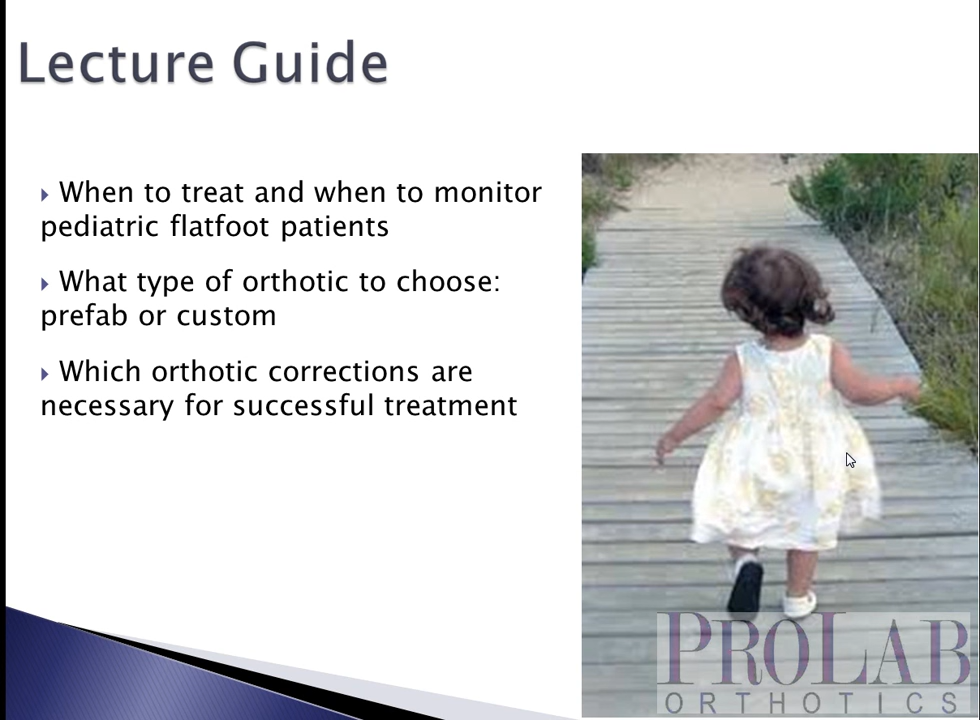 Lecture Guide
When to treat and when to monitor
pediatric flatfoot patients
What type of orthotic to choose:
prefab or custom
Which orthotic corrections are
necessary for successful treatment
PROLAB
ORTHOTICS